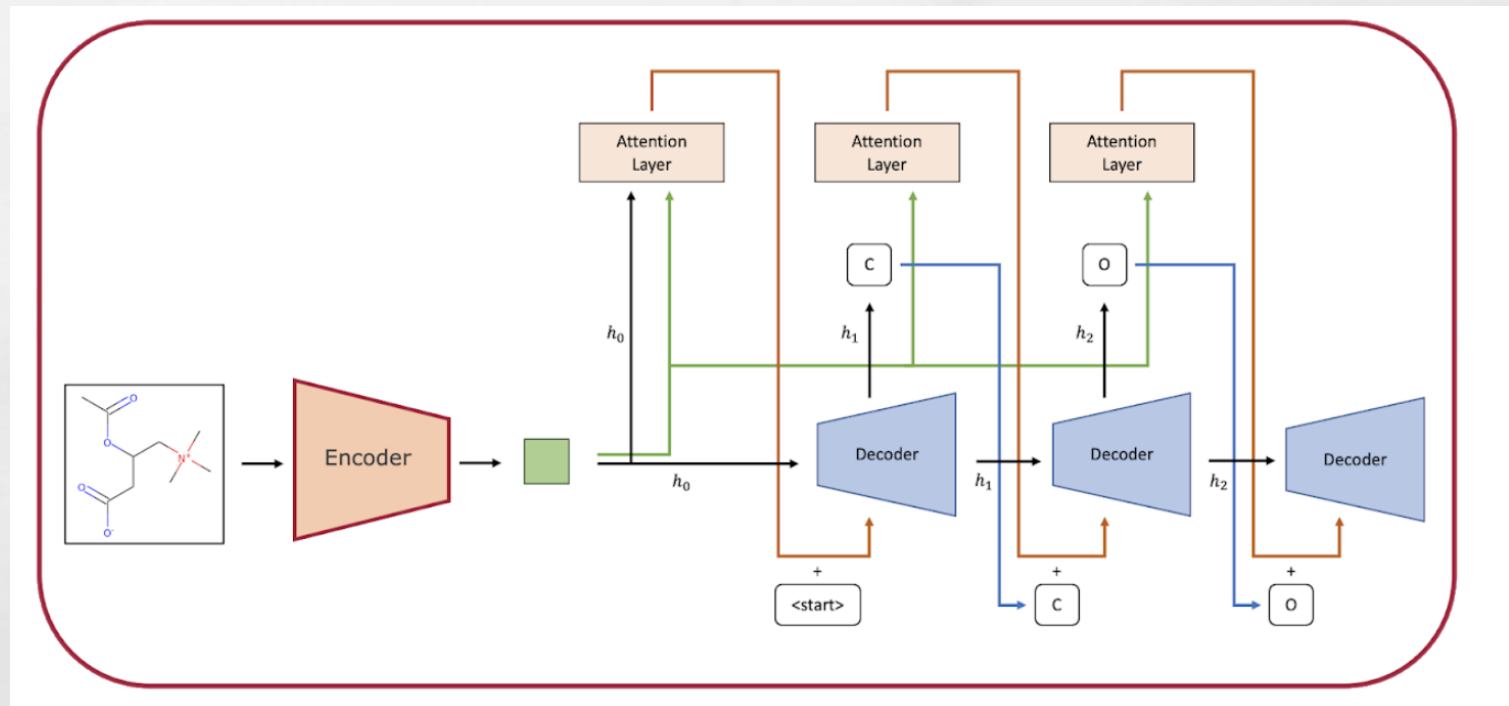 Attention
Layer
Attention
Layer
Attention
Layer
C
O
h₀
h₁
h₂
O
O
N⁺
O
O⁻
Encoder
h₀
Decoder
h₁
Decoder
h₂
Decoder
+
<start>
+
C
+
O